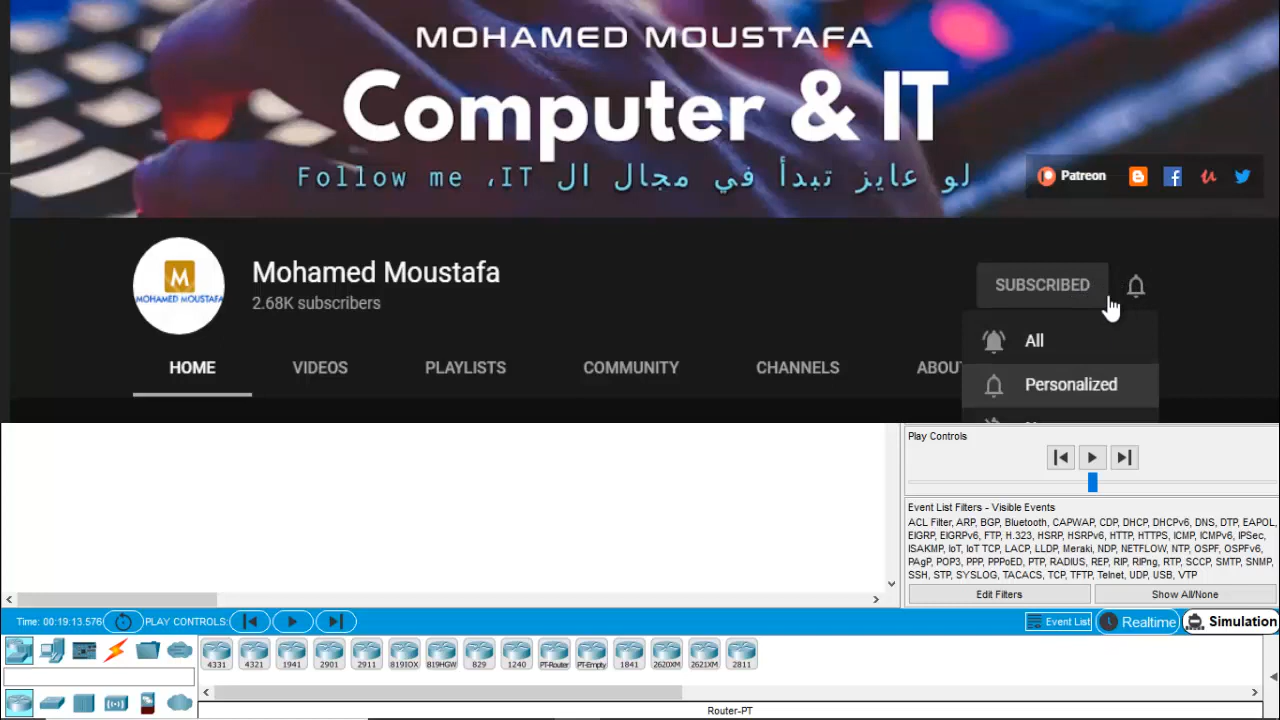 MOHAMED MOUSTAFA
Computer & IT
لو عايز تبدأ في مجال ال IT، Follow me
Patreon
M
MOHAMED MOUSTAFA
Mohamed Moustafa
2.68K subscribers
SUBSCRIBED
All
Personalized
HOME VIDEOS PLAYLISTS COMMUNITY CHANNELS ABOU
Play Controls
Event List Filters - Visible Events
ACL Filter, ARP, BGP, Bluetooth, CAPWAP, CDP, DHCP, DHCPv6, DNS, DTP, EAPOL,
EIGRP, EIGRPv6, FTP, H.323, HSRP, HSRPv6, HTTP, HTTPS, ICMP, ICMPv6, IPSec,
ISAKMP, IoT, IoT TCP, LACP, LLDP, Meraki, NDP, NETFLOW, NTP, OSPF, OSPFv6,
PAgP, POP3, PPP, PPPoED, PTP, RADIUS, REP, RIP, RIPng, RTP, SCCP, SMTP, SNMP,
SSH, STP, SYSLOG, TACACS, TCP, TFTP, Telnet, UDP, USB, VTP
Edit Filters Show All/None
Time: 00:19:13.576 PLAY CONTROLS: Event List Realtime Simulation
4331 4321 1941 2901 2911 819IOX 819HGW 829 1240 PT-Router PT-Empty 1841 2620XM 2621XM 2811
Router-PT